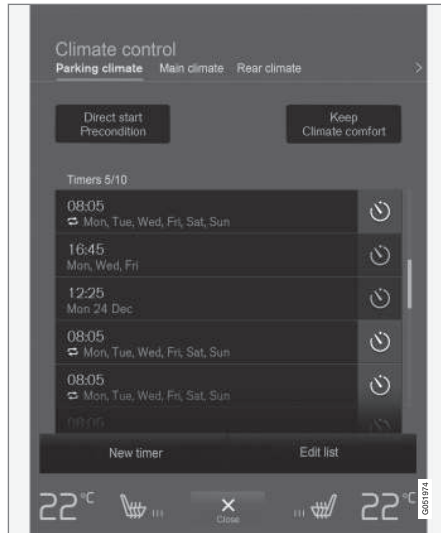 Climate control
Parking climate Main climate Rear climate
Direct start
Precondition
Keep
Climate comfort
Timers 5/10
08:05
Mon, Tue, Wed, Fri, Sat, Sun
16:45
Mon, Wed, Fri
12:25
Mon 24 Dec
08:05
Mon, Tue, Wed, Fri, Sat, Sun
08:05
Mon, Tue, Wed, Fri, Sat, Sun
08:05
New timer Edit list
22°C Close 22°C
G051974